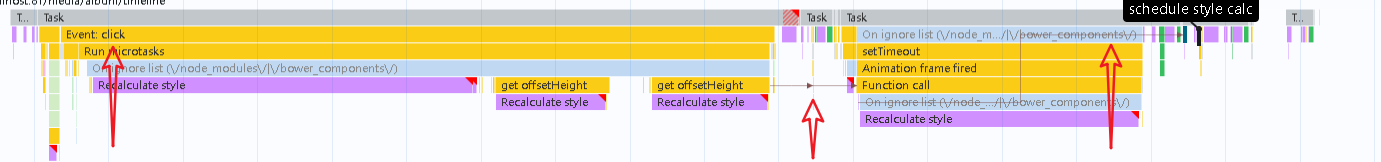 localhost:81/media/album/timeline
schedule style calc
T... Task Task Task T...
Event: click On ignore list (\/node_m.../|\/bower_components\/)
Run microtasks setTimeout
On ignore list (\/node_modules\/|\/bower_components\/) Animation frame fired
Recalculate style get offsetHeight get offsetHeight Function call
Recalculate style Recalculate style On ignore list (\/node_.../|\/bower_components\/)
Recalculate style